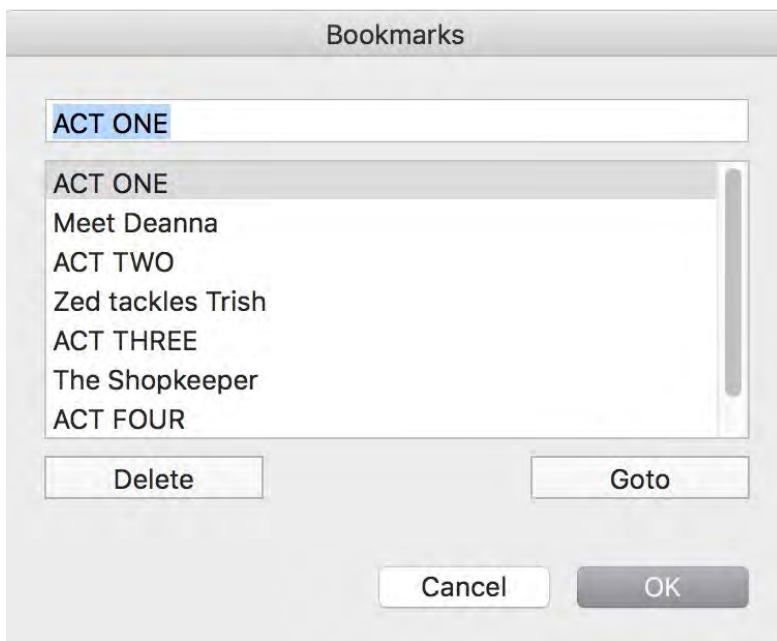 Bookmarks
ACT ONE
ACT ONE
Meet Deanna
ACT TWO
Zed tackles Trish
ACT THREE
The Shopkeeper
ACT FOUR
Delete Goto
Cancel OK